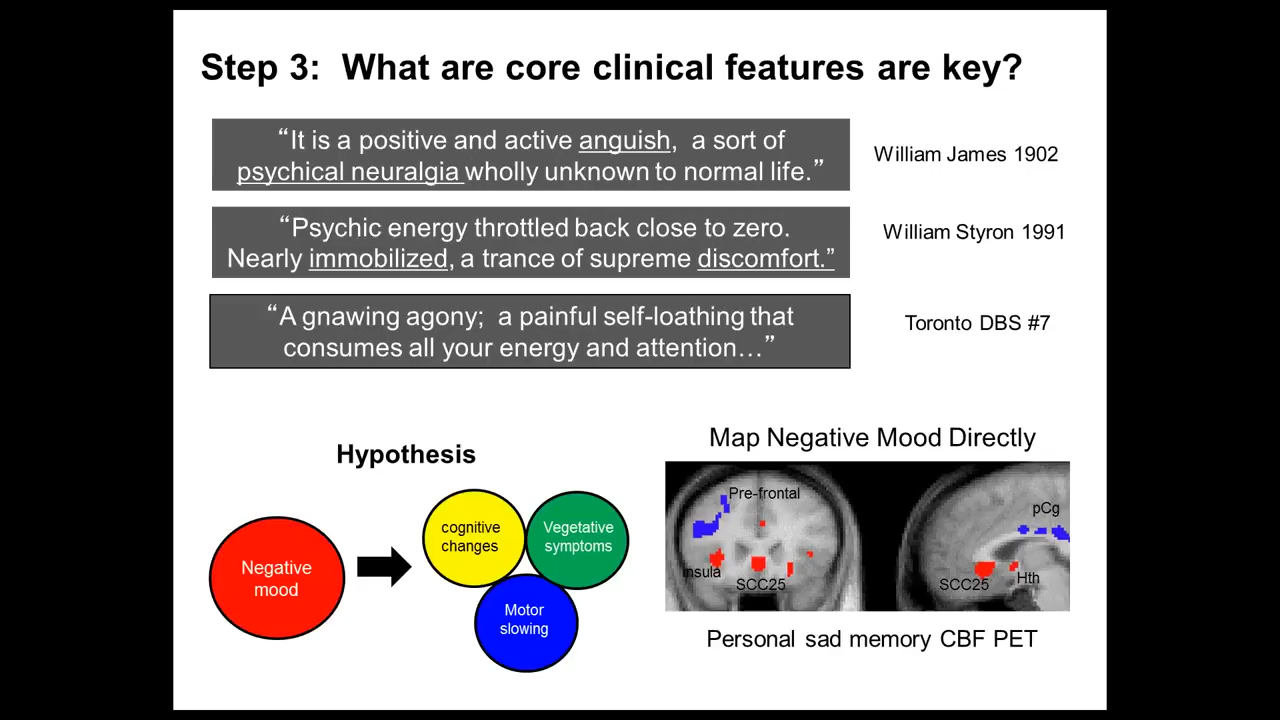 Step 3: What are core clinical features are key?
“It is a positive and active anguish, a sort of
psychical neuralgia wholly unknown to normal life.”
William James 1902
“Psychic energy throttled back close to zero.
Nearly immobilized, a trance of supreme discomfort.”
William Styron 1991
“A gnawing agony; a painful self-loathing that
consumes all your energy and attention…”
Toronto DBS #7
Hypothesis
Negative
mood
cognitive
changes
Vegetative
symptoms
Motor
slowing
Map Negative Mood Directly
Pre-frontal
insula
SCC25
pCg
SCC25
Hth
Personal sad memory CBF PET